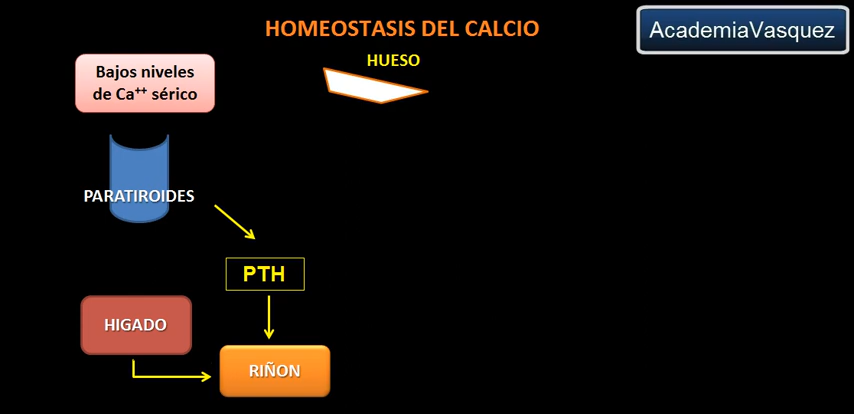 HOMEOSTASIS DEL CALCIO
AcademiaVasquez
HUESO
Bajos niveles
de Ca⁺⁺ sérico
PARATIROIDES
PTH
HIGADO
RIÑON